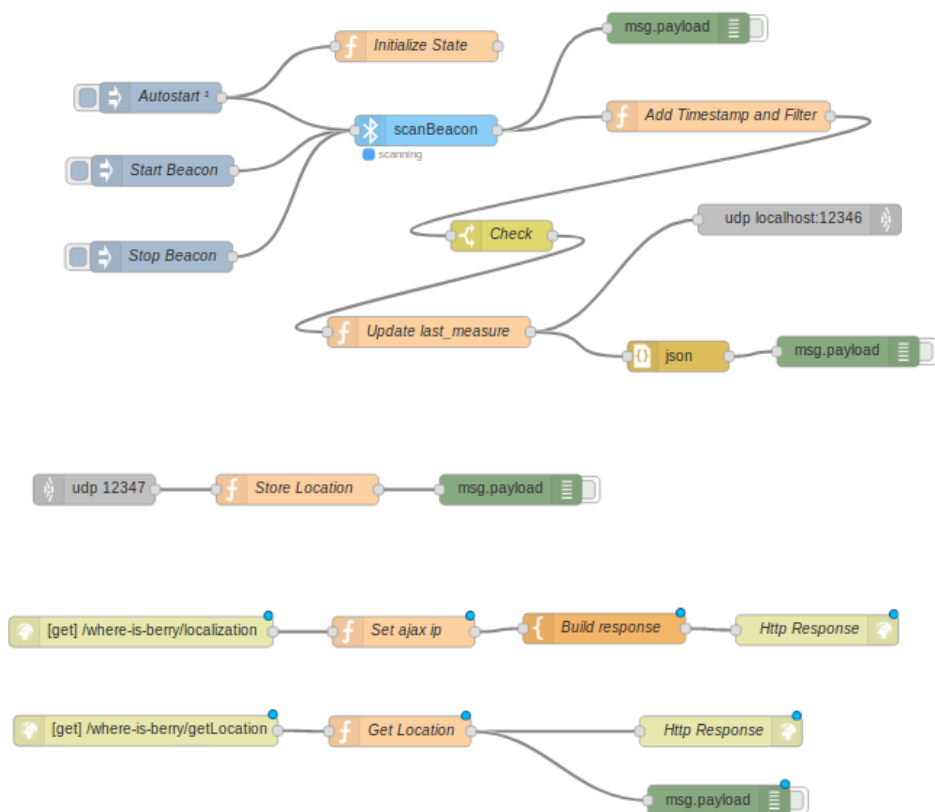 msg.payload
Initialize State
Autostart ¹
Add Timestamp and Filter
scanBeacon
scanning
Start Beacon
udp localhost:12346
Check
Stop Beacon
Update last_measure
json
msg.payload
udp 12347
Store Location
msg.payload
[get] /where-is-berry/localization
Set ajax ip
Build response
Http Response
[get] /where-is-berry/getLocation
Get Location
Http Response
msg.payload